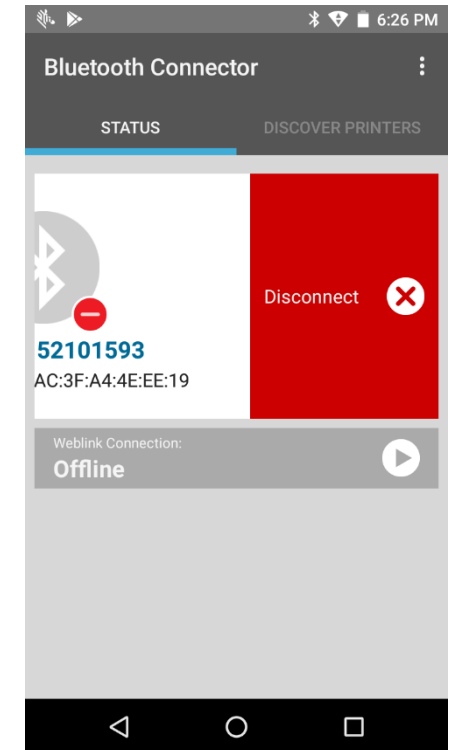 6:26 PM
Bluetooth Connector
STATUS
DISCOVER PRINTERS
Disconnect
52101593
AC:3F:A4:4E:EE:19
Weblink Connection:
Offline